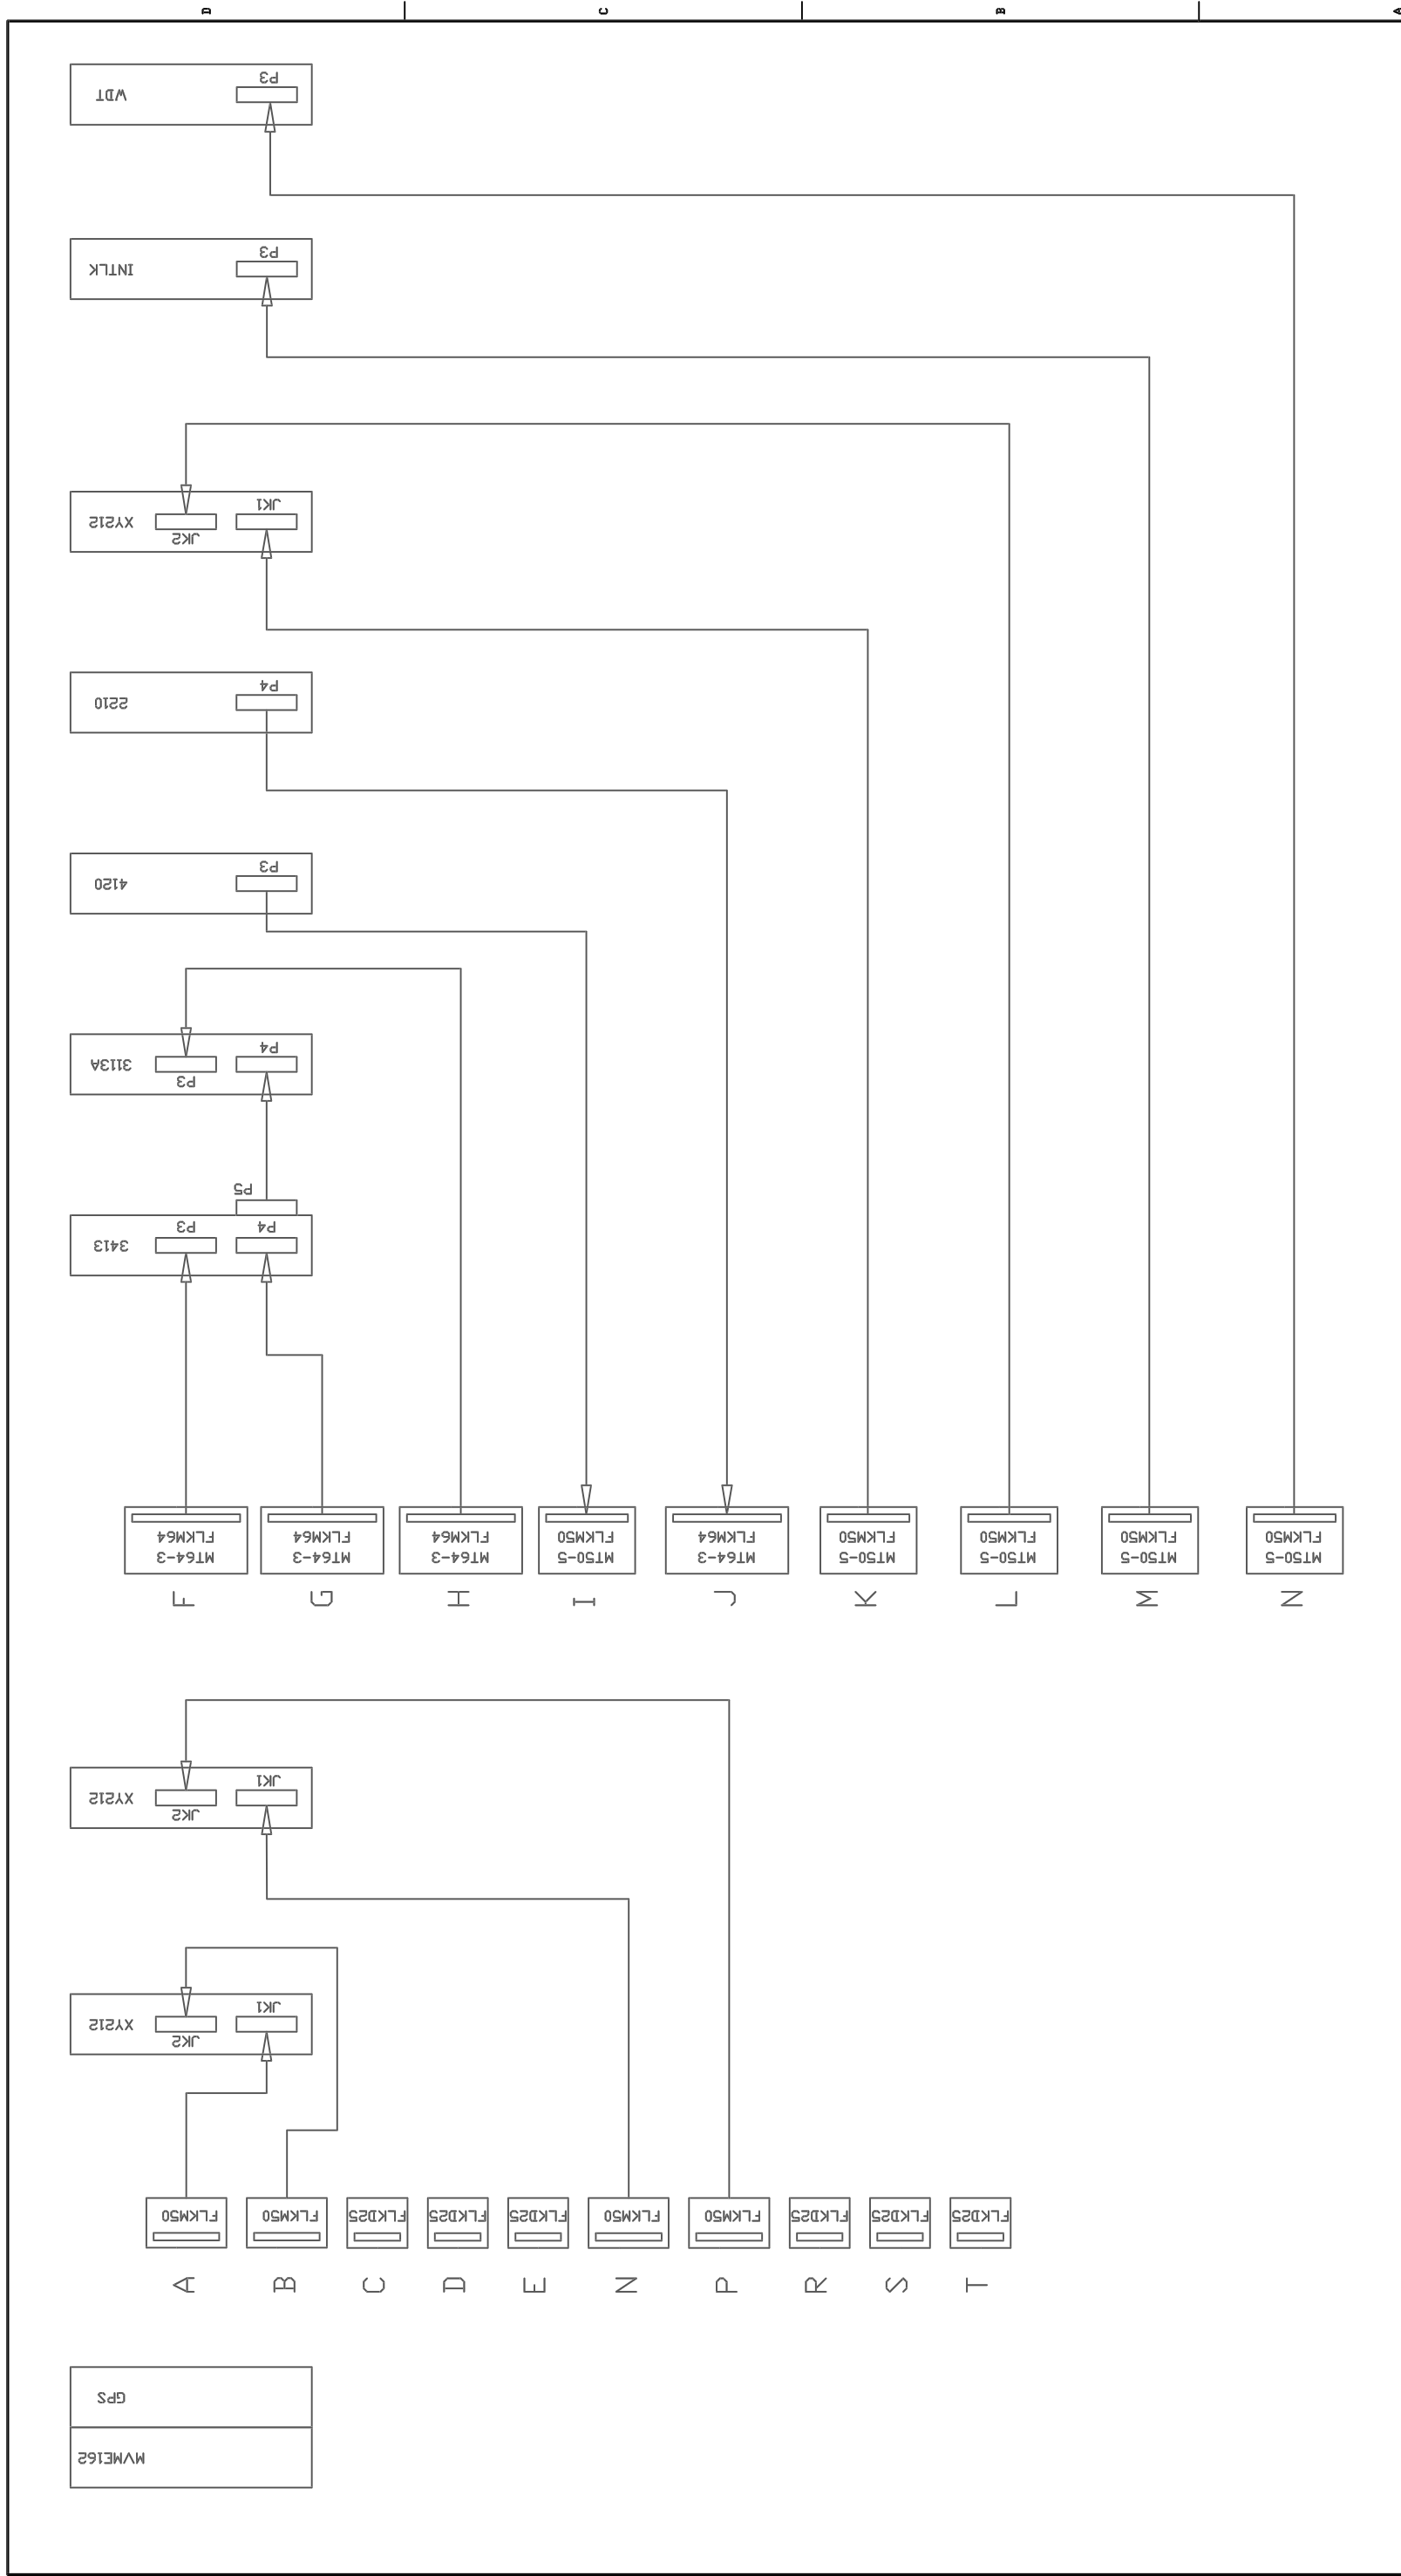 D
C
B
A
WDT
P3
INTLK
P3
XY212
JK2
JK1
2210
P4
4120
P3
3113A
P3
P4
P5
3413
P3
P4
MT64-3
FLKM64
F
MT64-3
FLKM64
G
MT64-3
FLKM64
H
MT50-5
FLKM50
I
MT64-3
FLKM64
J
MT50-5
FLKM50
K
MT50-5
FLKM50
L
MT50-5
FLKM50
M
MT50-5
FLKM50
N
XY212
JK2
JK1
XY212
JK2
JK1
FLKM50
A
FLKM50
B
FLKD25
C
FLKD25
D
FLKD25
E
FLKM50
N
FLKM50
P
FLKD25
R
FLKD25
S
FLKD25
T
GPS
MVME162